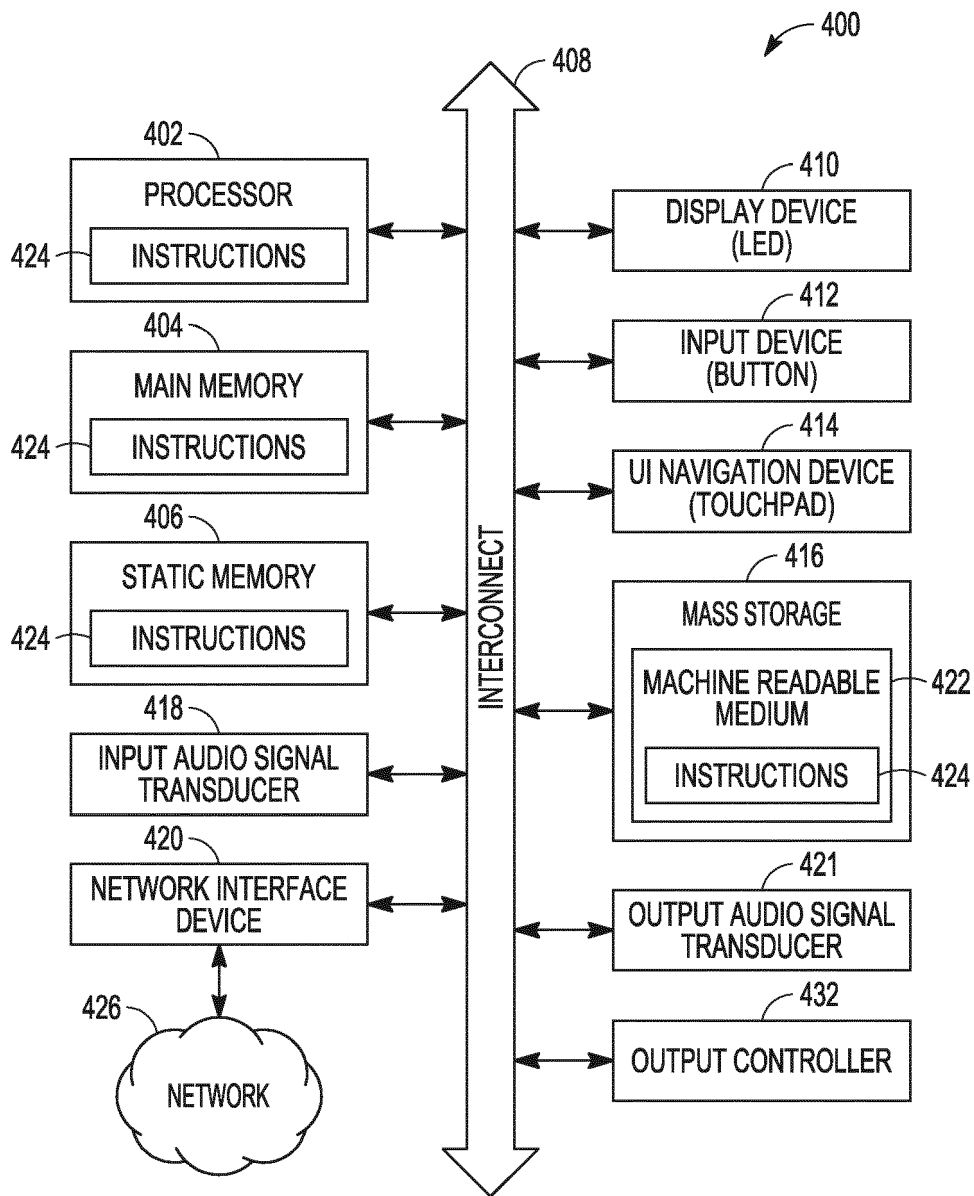 400
408
402
PROCESSOR
424
INSTRUCTIONS
404
MAIN MEMORY
424
INSTRUCTIONS
406
STATIC MEMORY
424
INSTRUCTIONS
418
INPUT AUDIO SIGNAL
TRANSDUCER
420
NETWORK INTERFACE
DEVICE
426
NETWORK
INTERCONNECT
410
DISPLAY DEVICE
(LED)
412
INPUT DEVICE
(BUTTON)
414
UI NAVIGATION DEVICE
(TOUCHPAD)
416
MASS STORAGE
MACHINE READABLE
MEDIUM
422
INSTRUCTIONS
424
421
OUTPUT AUDIO SIGNAL
TRANSDUCER
432
OUTPUT CONTROLLER